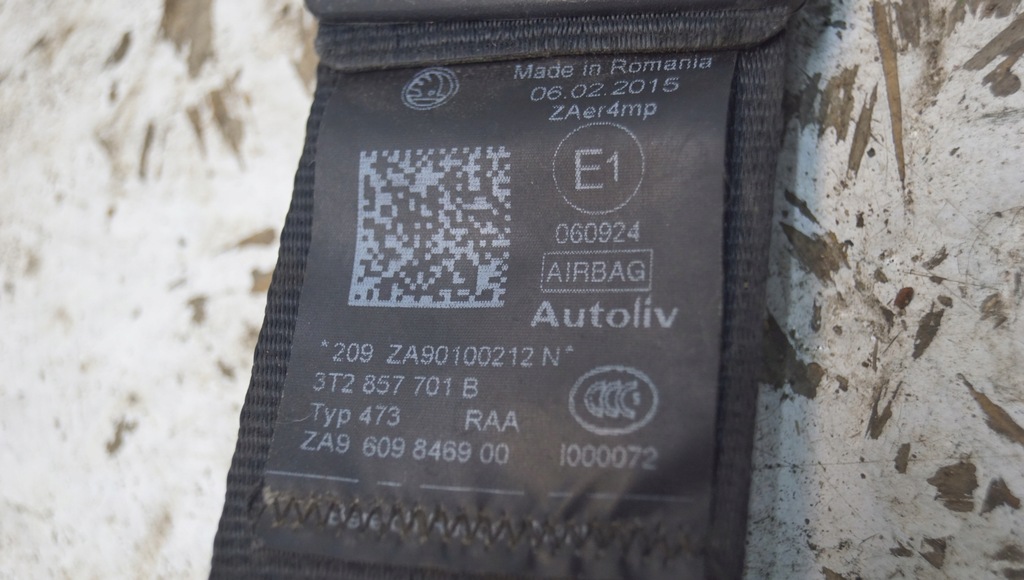 Made in Romania
06.02.2015
ZAer4mp
E1
060924
AIRBAG
Autoliv
*209 ZA90100212 N*
3T2 857 701 B
Typ 473 RAA
ZA9 609 8469 00
CCC
I000072